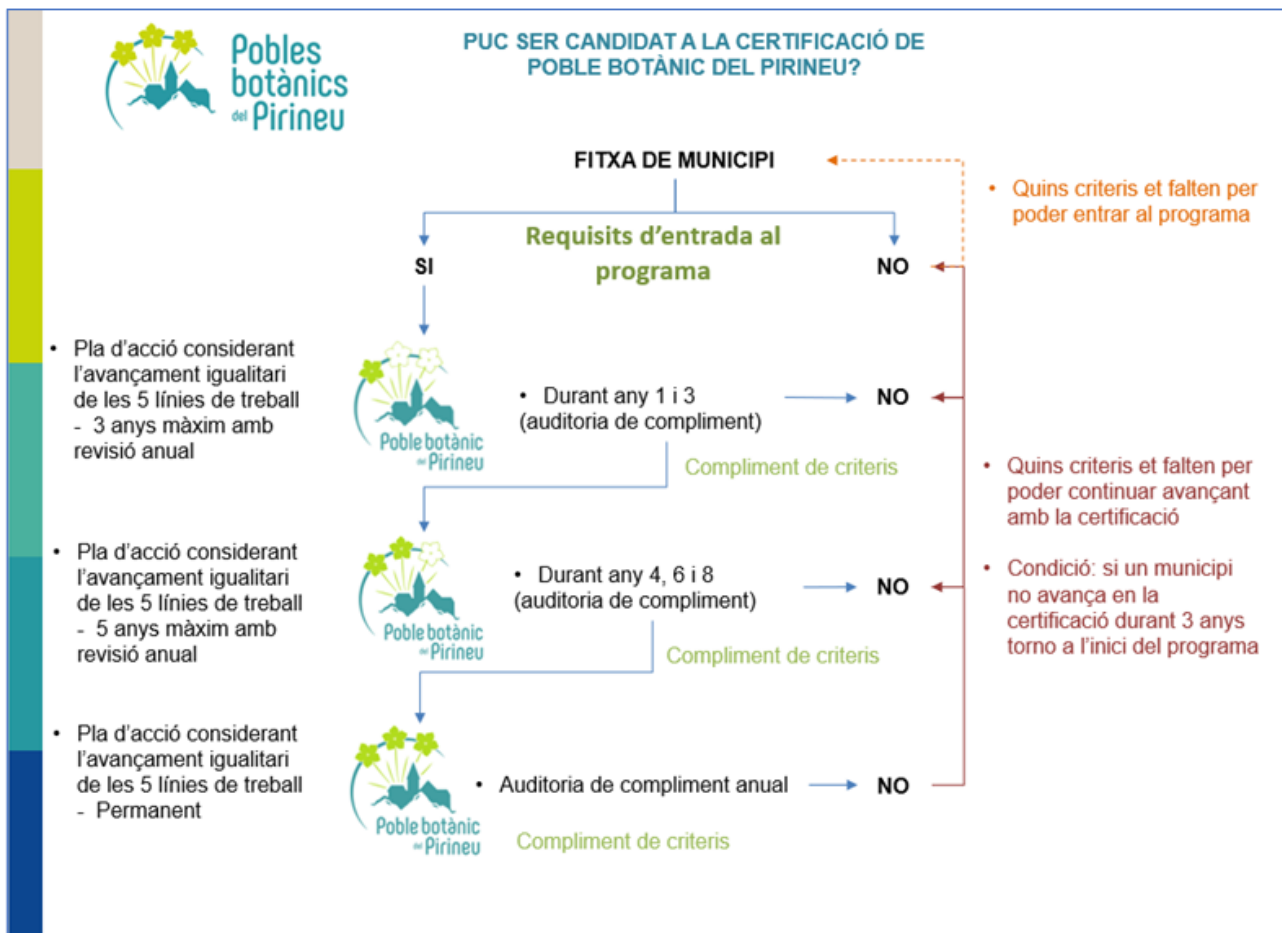 Pobles
botànics
del Pirineu
PUC SER CANDIDAT A LA CERTIFICACIÓ DE
POBLE BOTÀNIC DEL PIRINEU?
FITXA DE MUNICIPI
• Quins criteris et falten per
poder entrar al programa
Requisits d’entrada al
programa
SI
NO
• Pla d’acció considerant
l’avançament igualitari
de les 5 línies de treball
- 3 anys màxim amb
revisió anual
Poble botànic
del Pirineu
• Durant any 1 i 3
(auditoria de compliment)
NO
Compliment de criteris
• Quins criteris et falten per
poder continuar avançant
amb la certificació
• Condició: si un municipi
no avança en la
certificació durant 3 anys
torno a l’inici del programa
• Pla d’acció considerant
l’avançament igualitari
de les 5 línies de treball
- 5 anys màxim amb
revisió anual
Poble botànic
del Pirineu
• Durant any 4, 6 i 8
(auditoria de compliment)
NO
Compliment de criteris
• Pla d’acció considerant
l’avançament igualitari
de les 5 línies de treball
- Permanent
Poble botànic
del Pirineu
• Auditoria de compliment anual
NO
Compliment de criteris